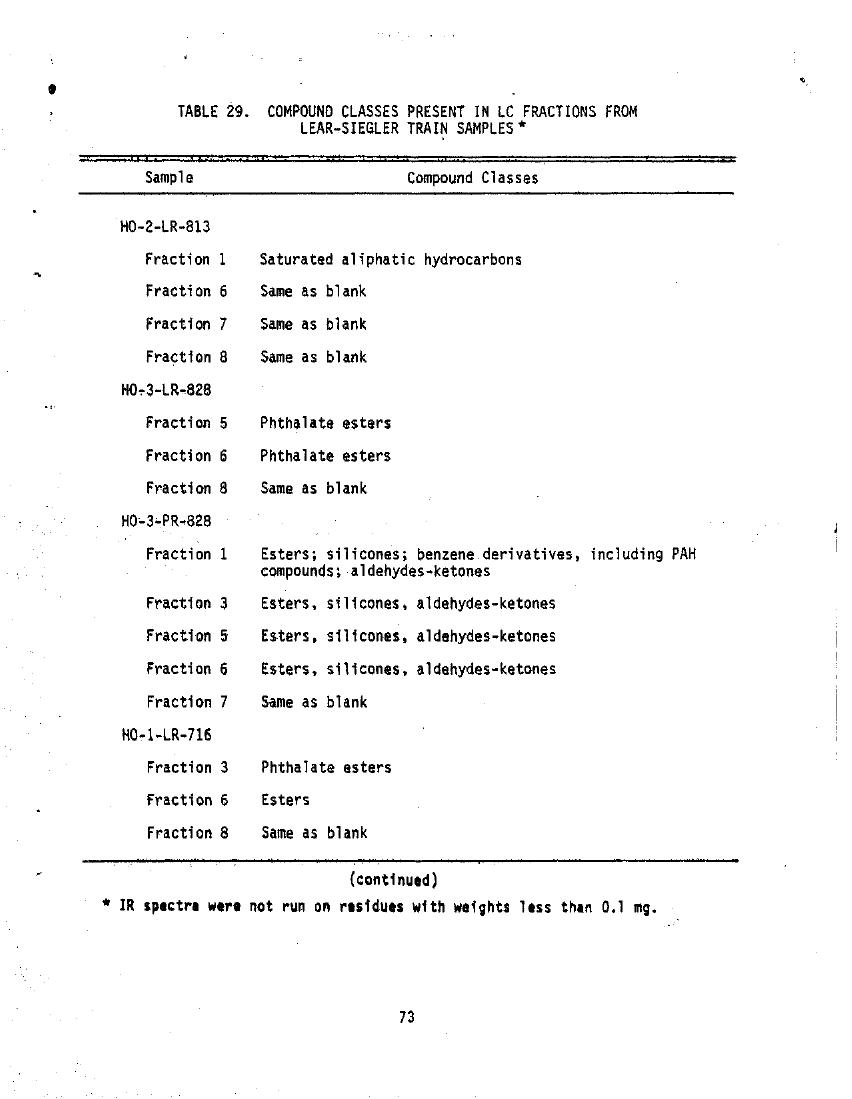 TABLE 29. COMPOUND CLASSES PRESENT IN LC FRACTIONS FROM
LEAR-SIEGLER TRAIN SAMPLES*
Sample Compound Classes
HO-2-LR-813
Fraction 1 Saturated aliphatic hydrocarbons
Fraction 6 Same as blank
Fraction 7 Same as blank
Fraction 8 Same as blank
HO-3-LR-828
Fraction 5 Phthalate esters
Fraction 6 Phthalate esters
Fraction 8 Same as blank
HO-3-PR-828
Fraction 1 Esters; silicones; benzene derivatives, including PAH
compounds; aldehydes-ketones
Fraction 3 Esters, silicones, aldehydes-ketones
Fraction 5 Esters, silicones, aldehydes-ketones
Fraction 6 Esters, silicones, aldehydes-ketones
Fraction 7 Same as blank
HO-1-LR-716
Fraction 3 Phthalate esters
Fraction 6 Esters
Fraction 8 Same as blank
(continued)
* IR spectra were not run on residues with weights less than 0.1 mg.
73